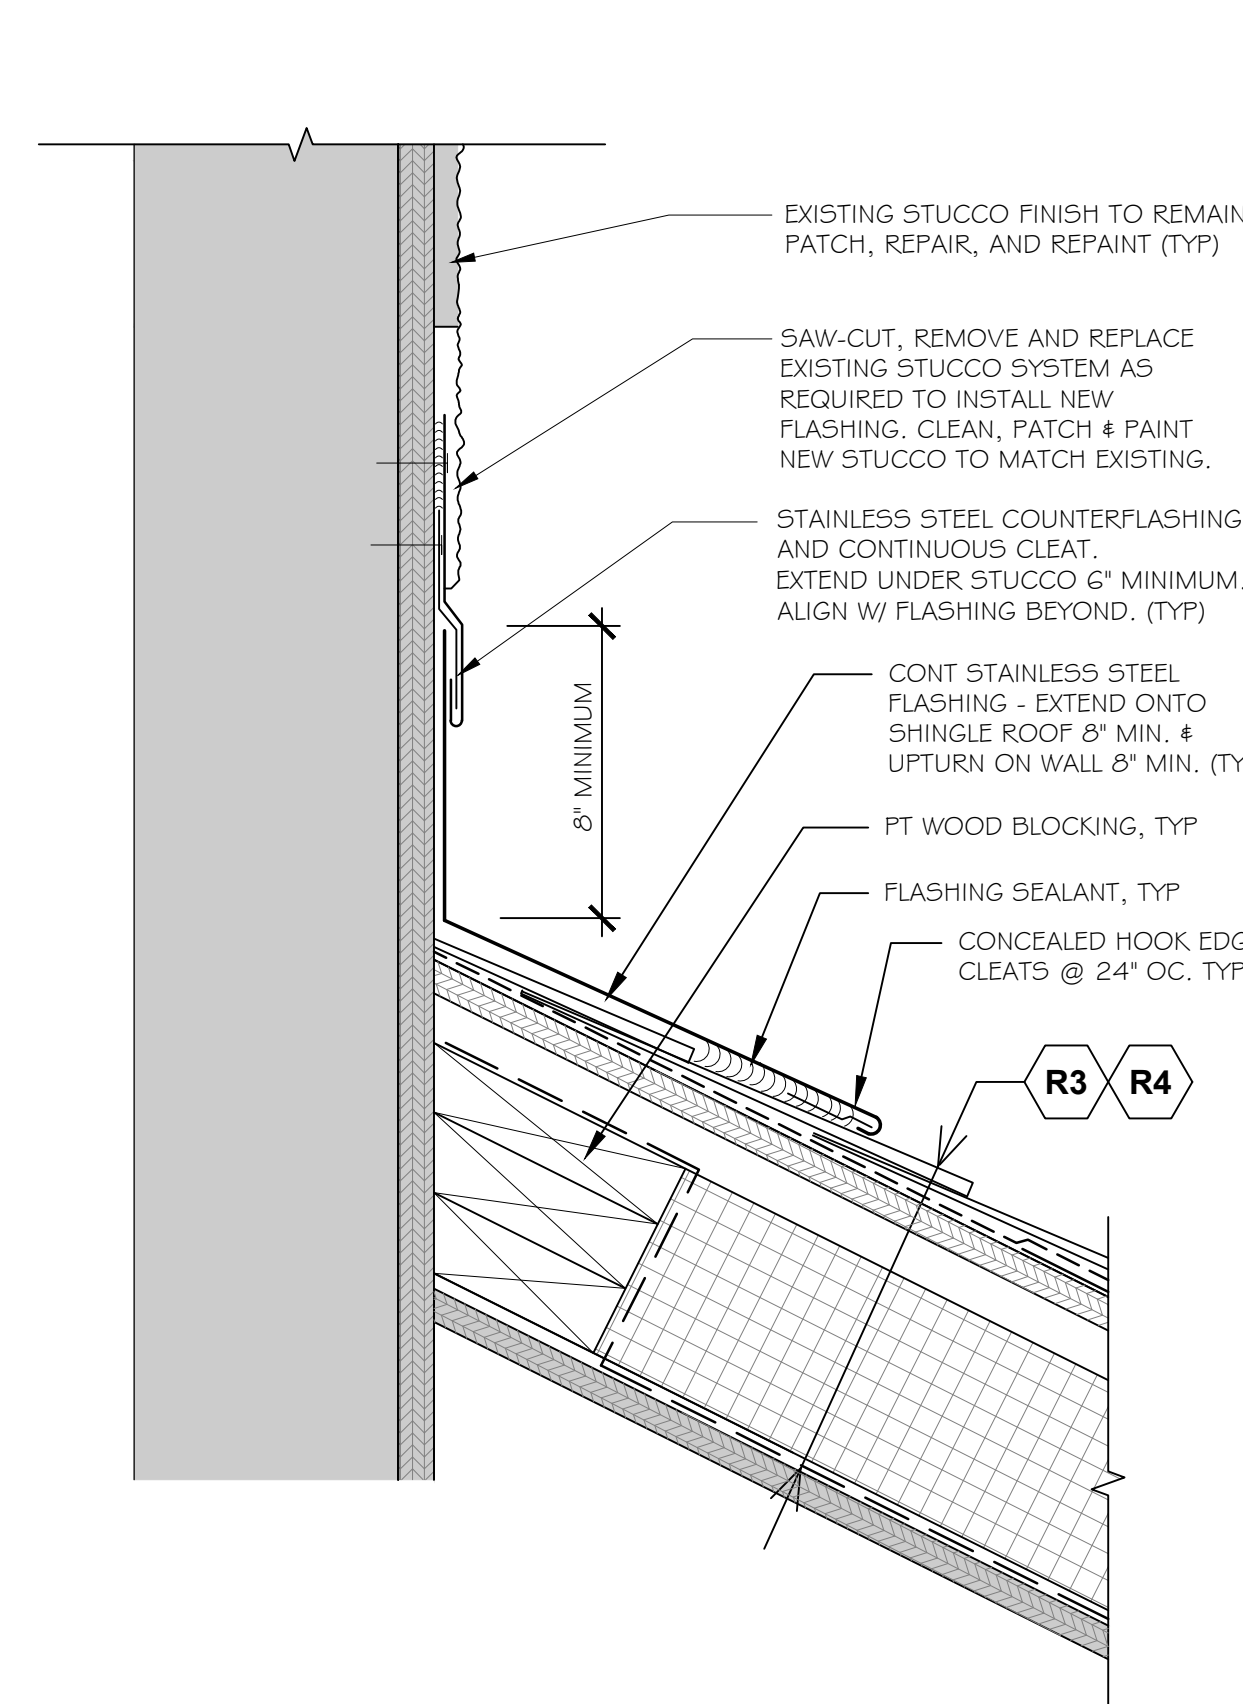 EXISTING STUCCO FINISH TO REMAIN
PATCH, REPAIR, AND REPAINT (TYP)
SAW-CUT, REMOVE AND REPLACE
EXISTING STUCCO SYSTEM AS
REQUIRED TO INSTALL NEW
FLASHING. CLEAN, PATCH & PAINT
NEW STUCCO TO MATCH EXISTING.
STAINLESS STEEL COUNTERFLASHING
AND CONTINUOUS CLEAT.
EXTEND UNDER STUCCO 6" MINIMUM.
ALIGN W/ FLASHING BEYOND. (TYP)
CONT STAINLESS STEEL
FLASHING - EXTEND ONTO
SHINGLE ROOF 8" MIN. &
UPTURN ON WALL 8" MIN. (TY
8" MINIMUM
PT WOOD BLOCKING, TYP
FLASHING SEALANT, TYP
CONCEALED HOOK EDG
CLEATS @ 24" OC. TYP
R3 R4